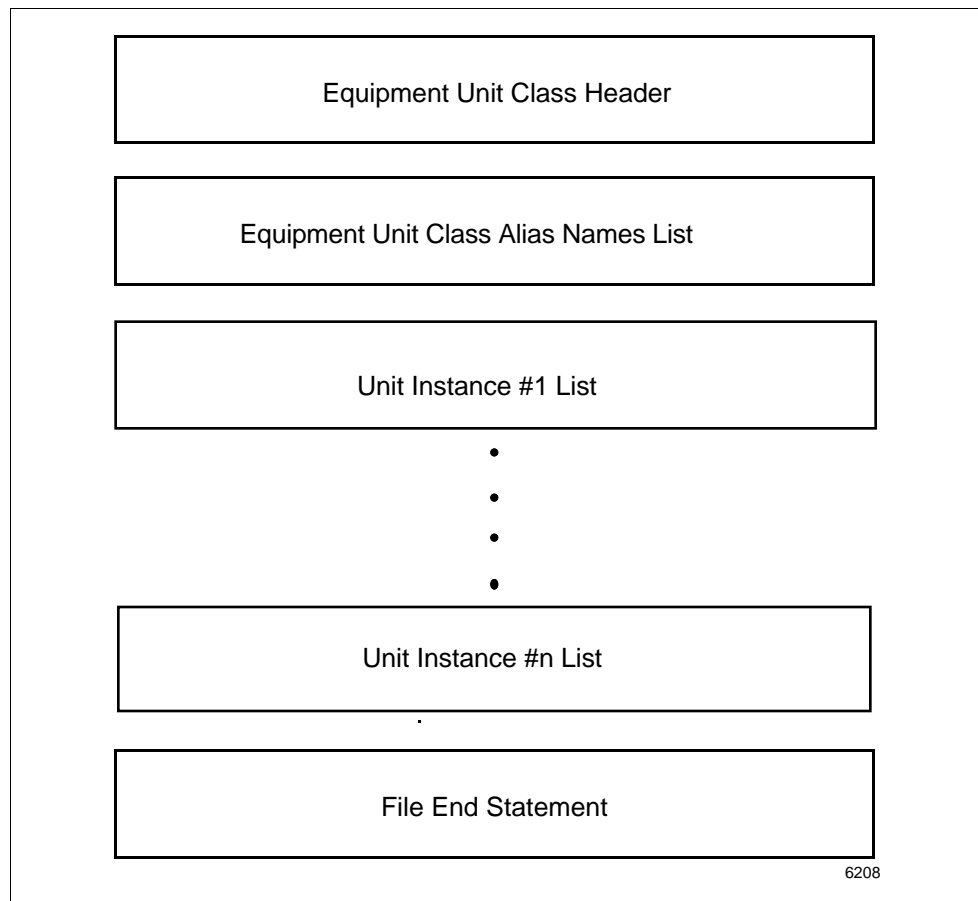 Equipment Unit Class Header
Equipment Unit Class Alias Names List
Unit Instance #1 List
Unit Instance #n List
File End Statement
6208